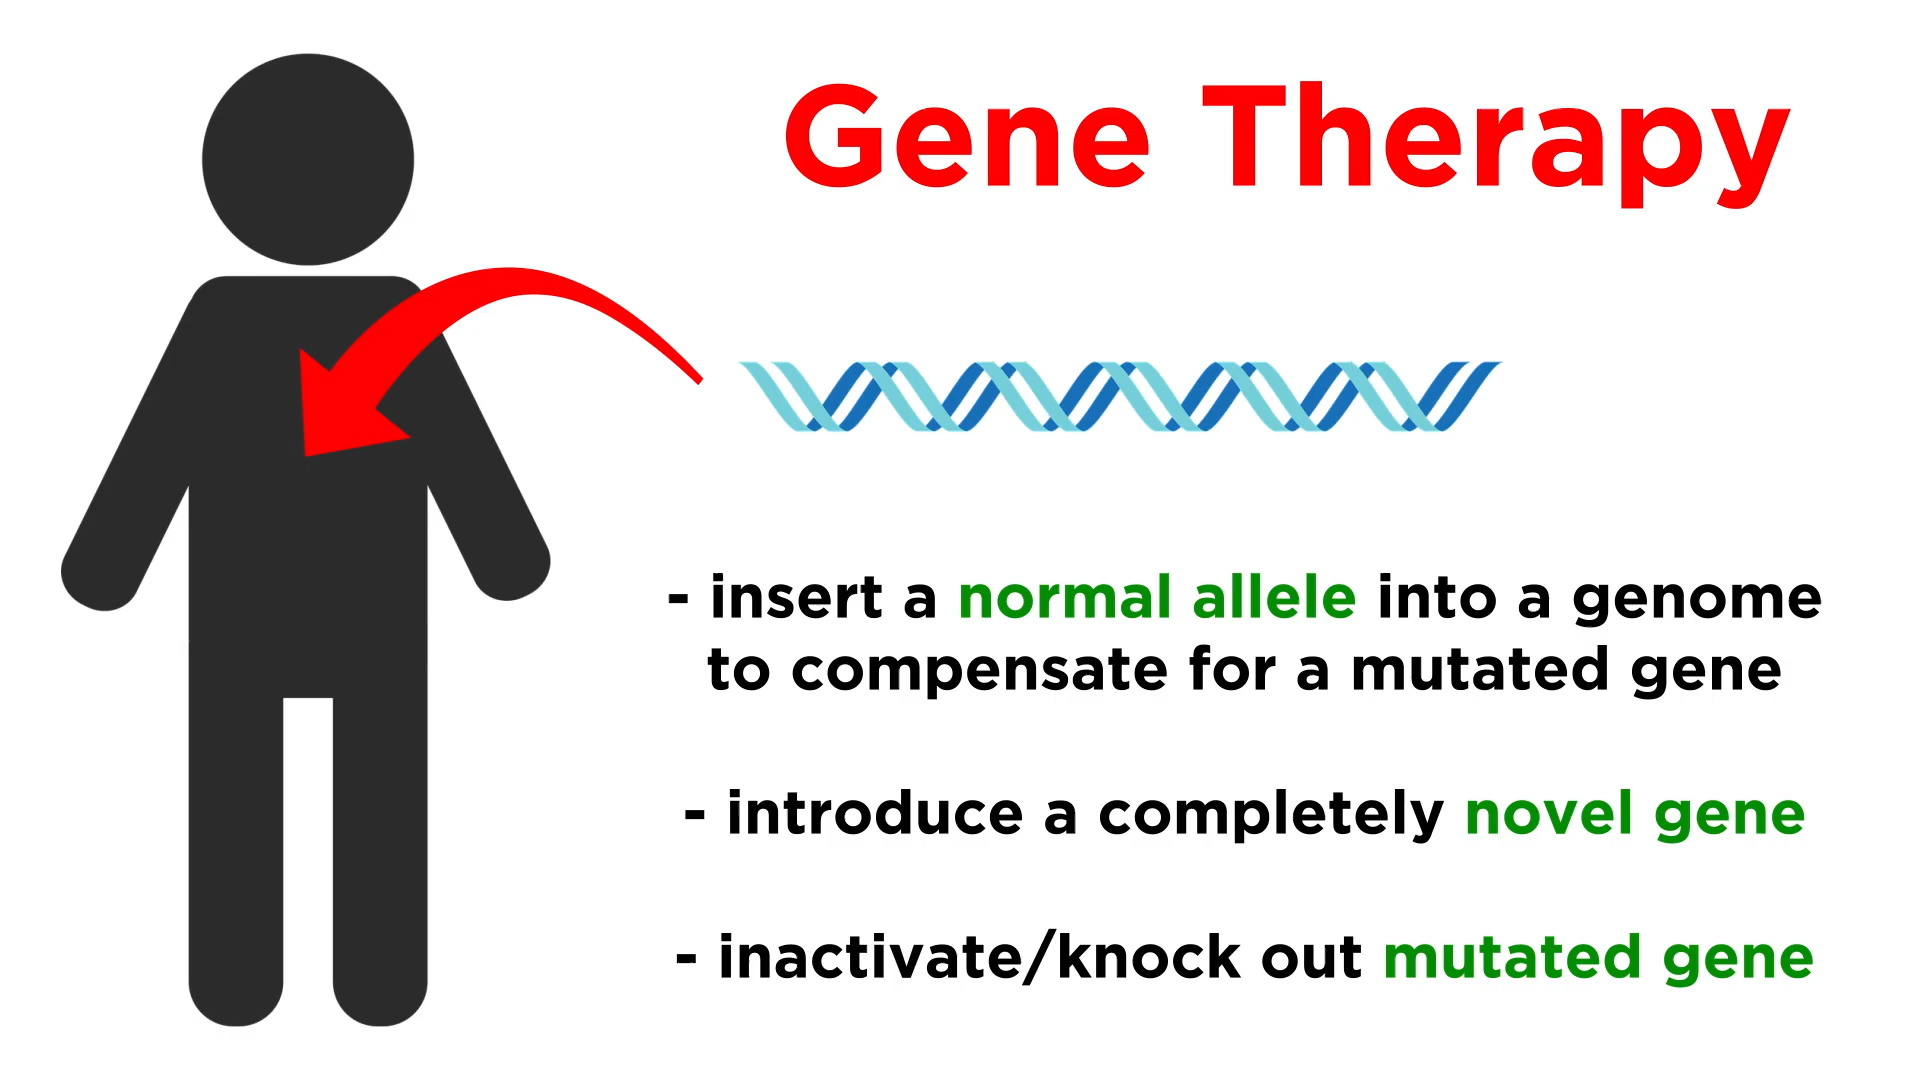 Gene Therapy
- insert a normal allele into a genome
to compensate for a mutated gene
- introduce a completely novel gene
- inactivate/knock out mutated gene